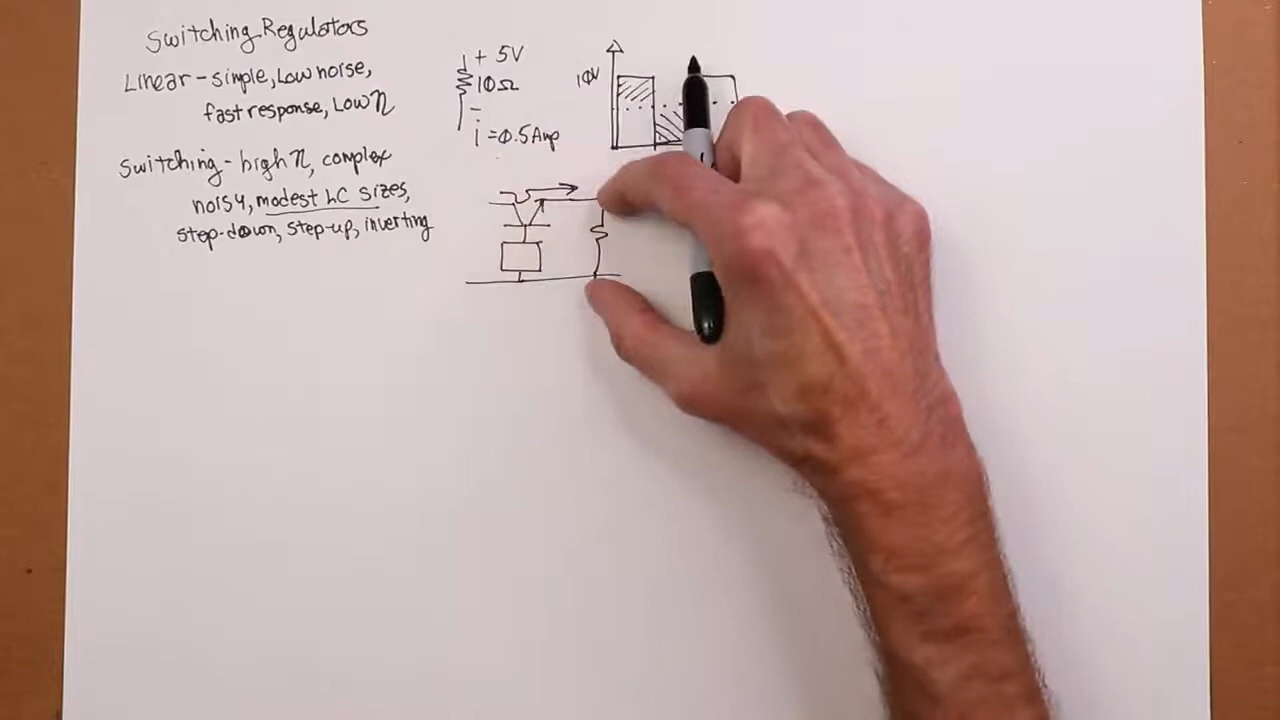 Switching Regulators
Linear - simple, Low noise,
fast response, Low η
Switching - high η, complex
noisy, modest LC sizes,
step-down, step-up, inverting
+ 5V
10Ω
-
i = 0.5 Amp
10V